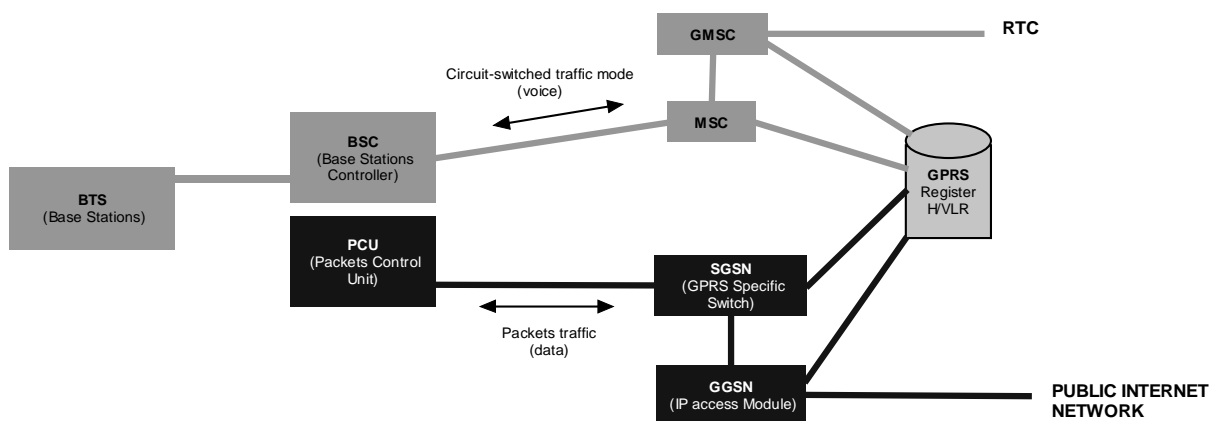 GMSC
RTC
Circuit-switched traffic mode
(voice)
MSC
BSC
(Base Stations
Controller)
BTS
(Base Stations)
GPRS
Register
H/VLR
PCU
(Packets Control
Unit)
SGSN
(GPRS Specific
Switch)
Packets traffic
(data)
GGSN
(IP access Module)
PUBLIC INTERNET
NETWORK